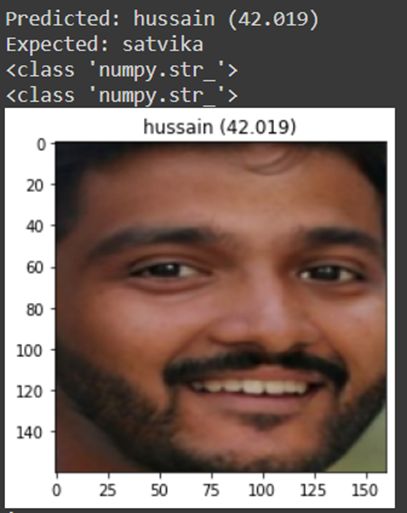 Predicted: hussain (42.019)
Expected: satvika
<class 'numpy.str_'>
<class 'numpy.str_'>
hussain (42.019)
0
20
40
60
80
100
120
140
0 25 50 75 100 125 150